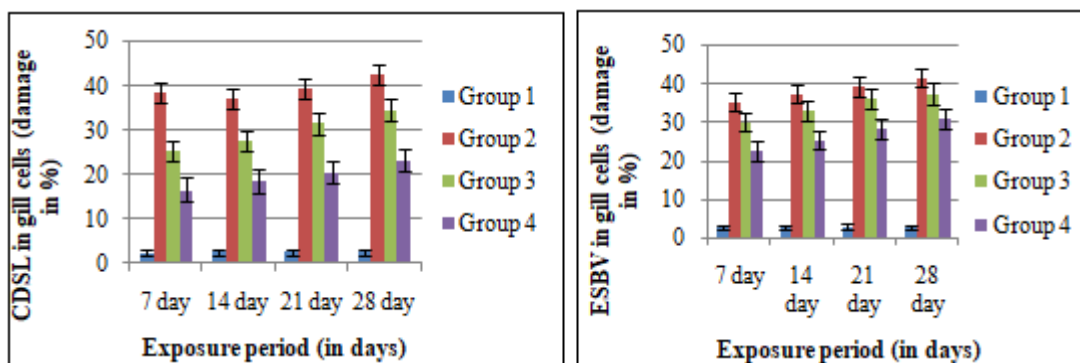 CDSL in gill cells (damage
in %)
50
40
30
20
10
0
7 day 14 day 21 day 28 day
Exposure period (in days)
Group 1
Group 2
Group 3
Group 4
ESBV in gill cells (damage
in %)
50
40
30
20
10
0
7 day 14 21 28
day day day
Exposure period (in days)
Group 1
Group 2
Group 3
Group 4